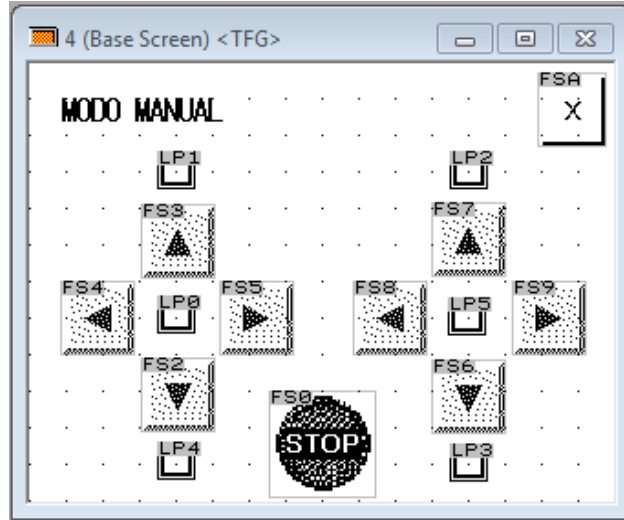 4 (Base Screen) <TFG>
FSA
X
MODO MANUAL
LP1 LP2
FS3 FS7
FS4 LP0 FS5 FS8 LP5 FS9
FS2 FS6
FS0
STOP
LP4 LP3